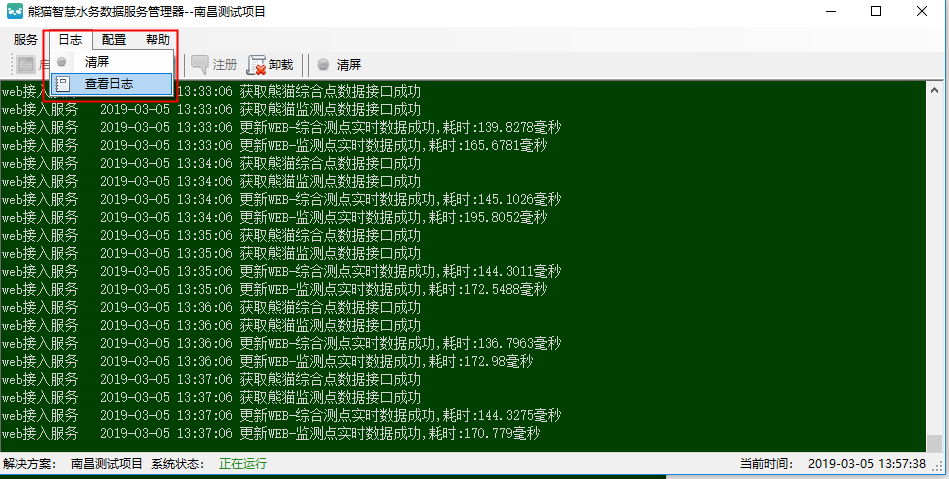 熊猫智慧水务数据服务管理器--南昌测试项目
服务 日志 配置 帮助
注册 卸载 清屏
清屏
查看日志
web接入服务 2019-03-05 13:33:06 获取熊猫综合点数据接口成功
web接入服务 2019-03-05 13:33:06 获取熊猫监测点数据接口成功
web接入服务 2019-03-05 13:33:06 更新WEB-综合测点实时数据成功,耗时:139.8278毫秒
web接入服务 2019-03-05 13:33:06 更新WEB-监测点实时数据成功,耗时:165.6781毫秒
web接入服务 2019-03-05 13:34:06 获取熊猫综合点数据接口成功
web接入服务 2019-03-05 13:34:06 获取熊猫监测点数据接口成功
web接入服务 2019-03-05 13:34:06 更新WEB-综合测点实时数据成功,耗时:145.1026毫秒
web接入服务 2019-03-05 13:34:06 更新WEB-监测点实时数据成功,耗时:195.8052毫秒
web接入服务 2019-03-05 13:35:06 获取熊猫综合点数据接口成功
web接入服务 2019-03-05 13:35:06 获取熊猫监测点数据接口成功
web接入服务 2019-03-05 13:35:06 更新WEB-综合测点实时数据成功,耗时:144.3011毫秒
web接入服务 2019-03-05 13:35:06 更新WEB-监测点实时数据成功,耗时:172.5488毫秒
web接入服务 2019-03-05 13:36:06 获取熊猫综合点数据接口成功
web接入服务 2019-03-05 13:36:06 获取熊猫监测点数据接口成功
web接入服务 2019-03-05 13:36:06 更新WEB-综合测点实时数据成功,耗时:136.7963毫秒
web接入服务 2019-03-05 13:36:06 更新WEB-监测点实时数据成功,耗时:172.98毫秒
web接入服务 2019-03-05 13:37:06 获取熊猫综合点数据接口成功
web接入服务 2019-03-05 13:37:06 获取熊猫监测点数据接口成功
web接入服务 2019-03-05 13:37:06 更新WEB-综合测点实时数据成功,耗时:144.3275毫秒
web接入服务 2019-03-05 13:37:06 更新WEB-监测点实时数据成功,耗时:170.779毫秒
解决方案: 南昌测试项目 系统状态: 正在运行 当前时间: 2019-03-05 13:57:38